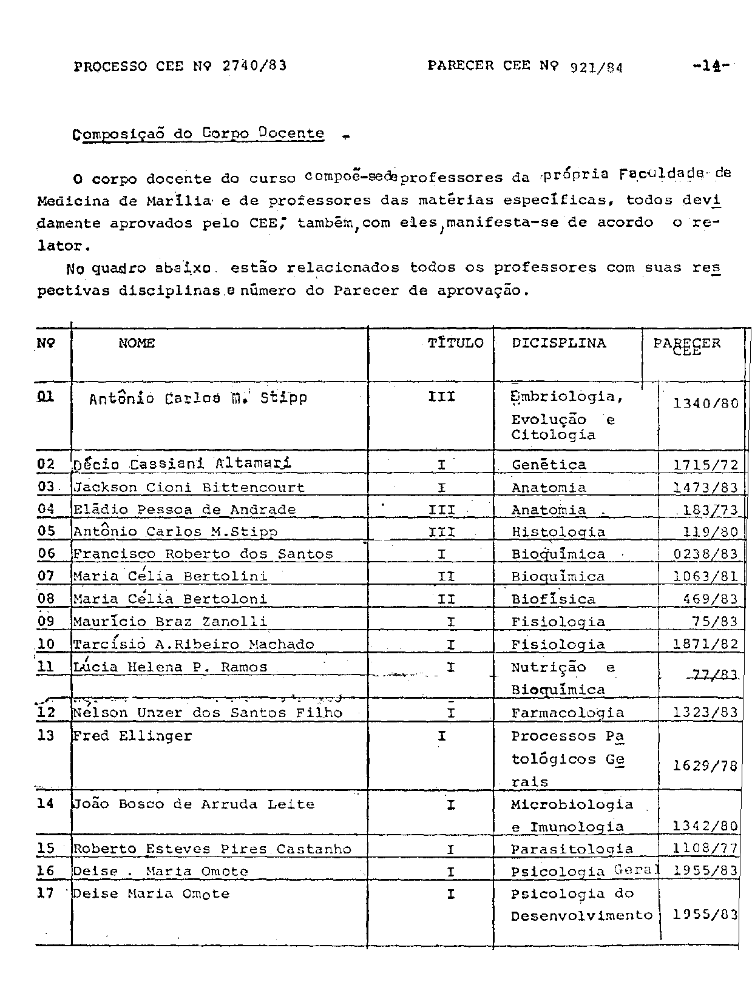 PROCESSO CEE Nº 2740/83 PARECER CEE Nº 921/84 -14-
Composiçaõ do Corpo Docente -
O corpo docente do curso compoẽ-se de professores da própria Faculdade de
Medicina de Marília e de professores das matérias específicas, todos devi
damente aprovados pelo CEE; também, com eles, manifesta-se de acordo o re-
lator.
No quadro abaixo estão relacionados todos os professores com suas res
pectivas disciplinas e número do Parecer de aprovação.
Nº NOME TÍTULO DICISPLINA PARECER
CEE
01 Antônio Carlos M. Stipp III Embriologia, 1340/80
Evolução e
Citologia
02 Décio Cassiani Altamari I Genética 1715/72
03 Jackson Cioni Bittencourt I Anatomia 1473/83
04 Eládio Pessoa de Andrade III Anatomia 183/73
05 Antônio Carlos M.Stipp III Histologia 119/80
06 Francisco Roberto dos Santos I Bioquímica 0238/83
07 Maria Célia Bertolini II Bioquímica 1063/81
08 Maria Célia Bertoloni II Biofísica 469/83
09 Maurício Braz Zanolli I Fisiologia 75/83
10 Tarcísio A.Ribeiro Machado I Fisiologia 1871/82
11 Lúcia Helena P. Ramos I Nutrição e 77/83
Bioquímica
12 Nélson Unzer dos Santos Filho I Farmacologia 1323/83
13 Fred Ellinger I Processos Pa
tológicos Ge 1629/78
rais
14 João Bosco de Arruda Leite I Microbiologia
e Imunologia 1342/80
15 Roberto Esteves Pires Castanho I Parasitologia 1108/77
16 Deise . Maria Omote I Psicologia Geral 1955/83
17 Deise Maria Omote I Psicologia do
Desenvolvimento 1955/83